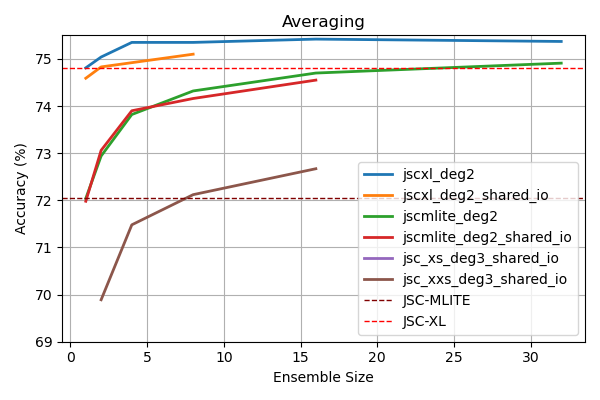 Averaging
Accuracy (%)
75
74
73
72
71
70
69
jscxl_deg2
jscxl_deg2_shared_io
jscmlite_deg2
jscmlite_deg2_shared_io
jsc_xs_deg3_shared_io
jsc_xxs_deg3_shared_io
JSC-MLITE
JSC-XL
0 5 10 15 20 25 30
Ensemble Size